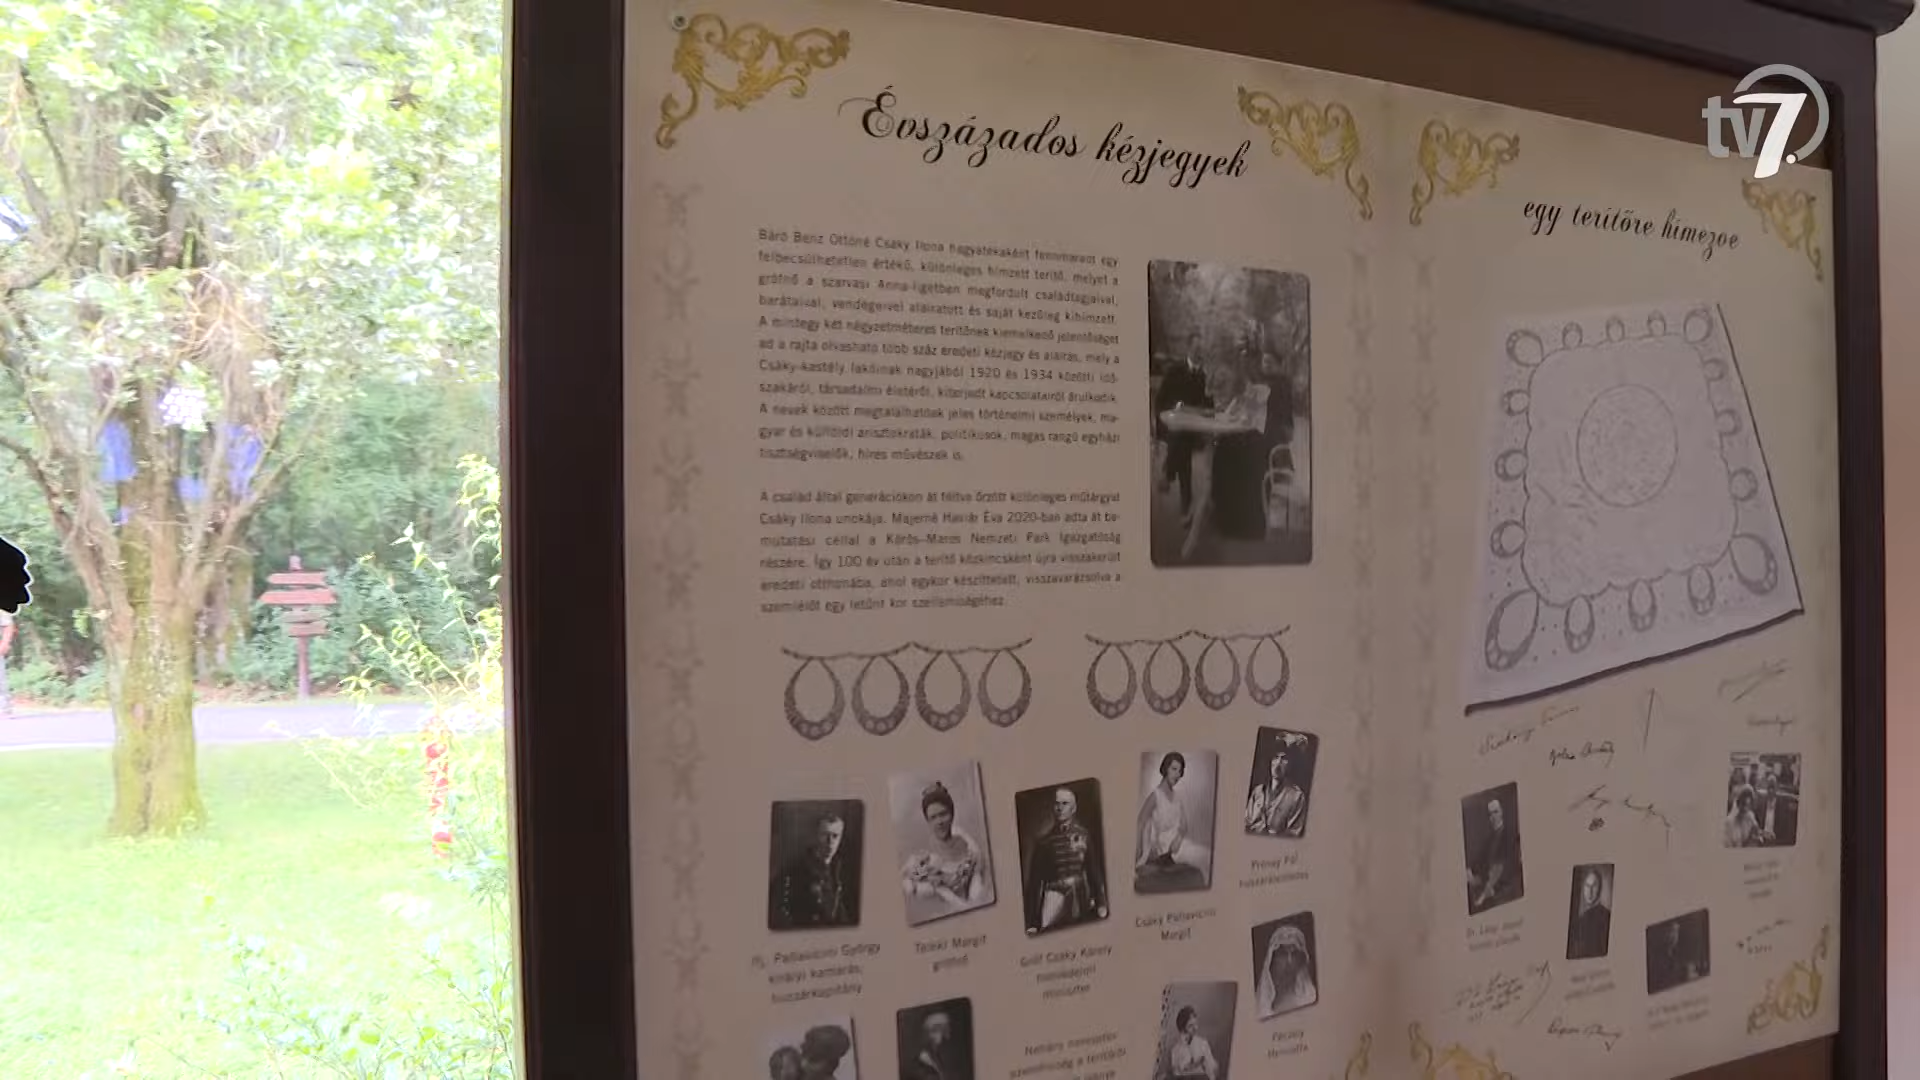 tv7.
Évszázados kézjegyek
egy terítőre hímezve
Báró Benz Ottóné Csáky Ilona hagyatékaként fennmaradt egy
felbecsülhetetlen értékű, különleges hímzett terítő, melyet a
grófnő a szarvasi Anna-ligetben megfordult családtagjaival,
barátaival, vendégeivel aláíratott és saját kezűleg kihímzett.
A mintegy két négyzetméteres terítőnek kiemelkedő jelentőséget
ad a rajta olvasható több száz eredeti kézjegy és aláírás, mely a
Csáky-kastély lakóinak nagyjából 1920 és 1934 közötti idő-
szakáról, társadalmi életéről, kiterjedt kapcsolatairól árulkodik.
A nevek között megtalálhatóak jeles történelmi személyek, ma-
gyar és külföldi arisztokraták, politikusok, magas rangú egyházi
tisztségviselők, híres művészek is.
A család által generációkon át féltve őrzött különleges műtárgyat
Csáky Ilona unokája, Majerné Haviár Éva 2020-ban adta át be-
mutatási céllal a Körös-Maros Nemzeti Park Igazgatóság
részére. Így 100 év után a terítő közkincsként újra visszakerült
eredeti otthonába, ahol egykor készítették, visszavarázsolva a
szemlélőt egy letűnt kor szellemiségéhez.
Pallavicini György
királyi kamarás,
huszárkapitány
Teleki Margit
grófnő
Gróf Csáky Károly
honvédelmi
miniszter
Csáky Pallavicini
Margit
Prónay Pál
Néhány nevezetes
személyiség a terítőről